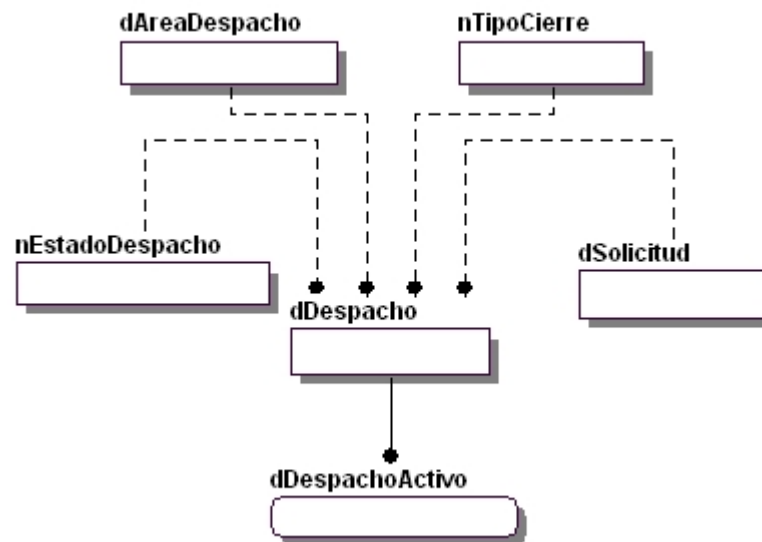 dAreaDespacho
nTipoCierre
nEstadoDespacho
dSolicitud
dDespacho
dDespachoActivo